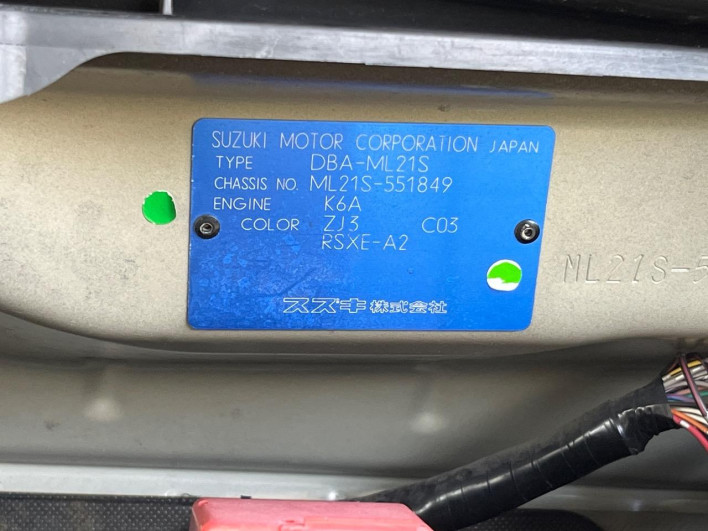 SUZUKI MOTOR CORPORATION JAPAN
TYPE DBA-ML21S
CHASSIS NO. ML21S-551849
ENGINE K6A
COLOR ZJ3 C03
RSXE-A2
スズキ株式会社
ML21S-5